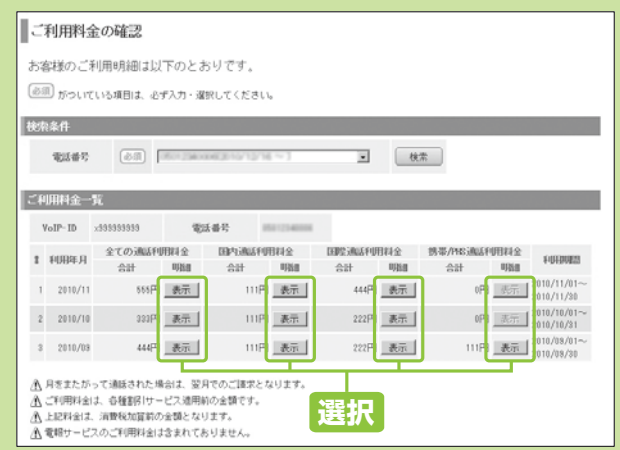 ご利用料金の確認
お客様のご利用明細は以下のとおりです。
必須 がついている項目は、必ず入力・選択してください。
検索条件
電話番号 必須 検索
ご利用料金一覧
VoIP-ID x999999999 電話番号
# 利用年月 全ての通話利用料金 国内通話利用料金 国際通話利用料金 携帯/PHS通話利用料金 利用期間
合計 明細 合計 明細 合計 明細 合計 明細
1 2010/11 555円 表示 111円 表示 444円 表示 0円 表示 2010/11/01～
2010/11/30
2 2010/10 333円 表示 111円 表示 222円 表示 0円 表示 2010/10/01～
2010/10/31
3 2010/09 444円 表示 111円 表示 222円 表示 111円 表示 2010/09/01～
2010/09/30
月をまたがって通話された場合は、翌月でのご請求となります。
ご利用料金は、各種割引サービス適用前の金額です。
上記料金は、消費税加算前の金額となります。
電報サービスのご利用料金は含まれておりません。
選択